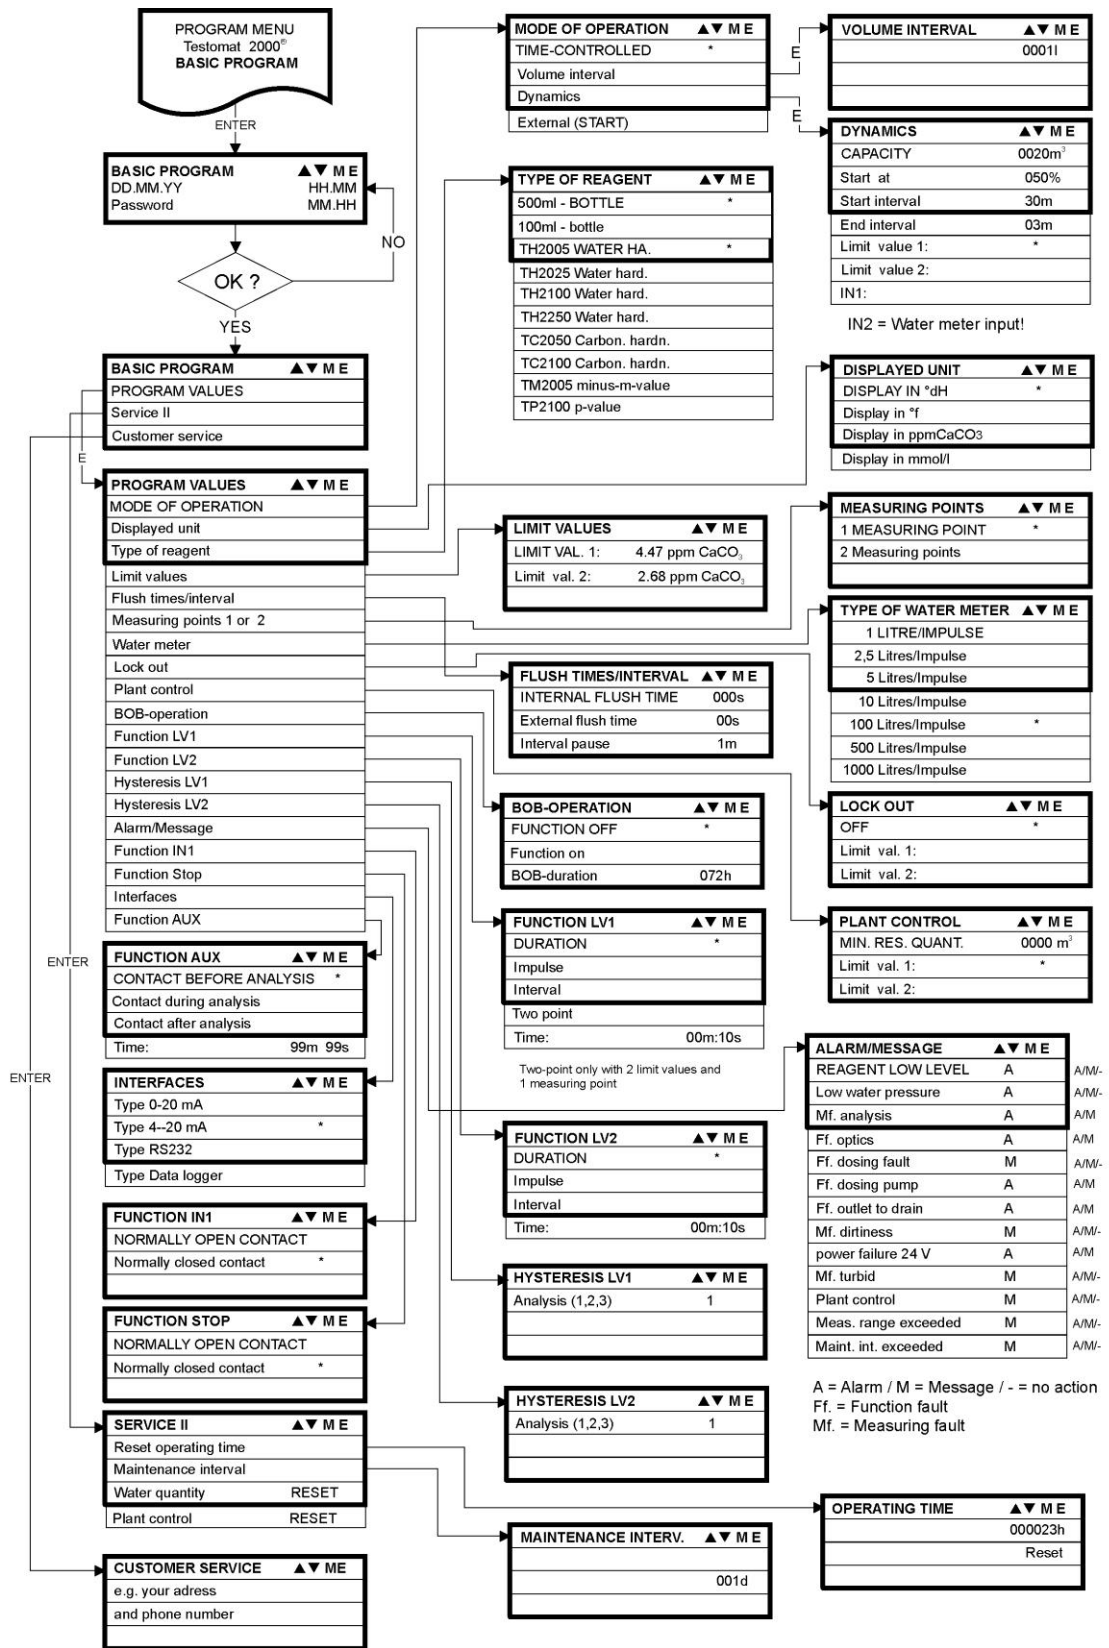 PROGRAM MENU
Testomat 2000®
BASIC PROGRAM
ENTER
BASIC PROGRAM ▲▼ M E
DD.MM.YY HH.MM
Password MM.HH
NO
OK ?
YES
BASIC PROGRAM ▲▼ M E
PROGRAM VALUES
Service II
Customer service
E
PROGRAM VALUES ▲▼ M E
MODE OF OPERATION
Displayed unit
Type of reagent
Limit values
Flush times/interval
Measuring points 1 or 2
Water meter
Lock out
Plant control
BOB-operation
Function LV1
Function LV2
Hysteresis LV1
Hysteresis LV2
Alarm/Message
Function IN1
Function Stop
Interfaces
Function AUX
ENTER
ENTER
FUNCTION AUX ▲▼ M E
CONTACT BEFORE ANALYSIS *
Contact during analysis
Contact after analysis
Time: 99m 99s
INTERFACES ▲▼ M E
Type 0-20 mA
Type 4--20 mA *
Type RS232
Type Data logger
FUNCTION IN1 ▲▼ M E
NORMALLY OPEN CONTACT
Normally closed contact *
FUNCTION STOP ▲▼ M E
NORMALLY OPEN CONTACT
Normally closed contact *
SERVICE II ▲▼ M E
Reset operating time
Maintenance interval
Water quantity RESET
Plant control RESET
CUSTOMER SERVICE ▲▼ ME
e.g. your adress
and phone number
MODE OF OPERATION ▲▼ M E
TIME-CONTROLLED *
Volume interval
Dynamics
External (START)
E
E
TYPE OF REAGENT ▲▼ M E
500ml - BOTTLE *
100ml - bottle
TH2005 WATER HA. *
TH2025 Water hard.
TH2100 Water hard.
TH2250 Water hard.
TC2050 Carbon. hardn.
TC2100 Carbon. hardn.
TM2005 minus-m-value
TP2100 p-value
LIMIT VALUES ▲▼ M E
LIMIT VAL. 1: 4.47 ppm CaCO3
Limit val. 2: 2.68 ppm CaCO3
FLUSH TIMES/INTERVAL ▲▼ M E
INTERNAL FLUSH TIME 000s
External flush time 00s
Interval pause 1m
BOB-OPERATION ▲▼ M E
FUNCTION OFF *
Function on
BOB-duration 072h
FUNCTION LV1 ▲▼ M E
DURATION *
Impulse
Interval
Two point
Time: 00m:10s
Two-point only with 2 limit values and
1 measuring point
FUNCTION LV2 ▲▼ M E
DURATION *
Impulse
Interval
Time: 00m:10s
HYSTERESIS LV1 ▲▼ M E
Analysis (1,2,3) 1
HYSTERESIS LV2 ▲▼ M E
Analysis (1,2,3) 1
MAINTENANCE INTERV. ▲▼ M E
001d
VOLUME INTERVAL ▲▼ M E
0001l
DYNAMICS ▲▼ M E
CAPACITY 0020m³
Start at 050%
Start interval 30m
End interval 03m
Limit value 1: *
Limit value 2:
IN1:
IN2 = Water meter input!
DISPLAYED UNIT ▲▼ M E
DISPLAY IN °dH *
Display in °f
Display in ppmCaCO3
Display in mmol/l
MEASURING POINTS ▲▼ M E
1 MEASURING POINT *
2 Measuring points
TYPE OF WATER METER ▲▼ M E
1 LITRE/IMPULSE
2,5 Litres/Impulse
5 Litres/Impulse
10 Litres/Impulse
100 Litres/Impulse *
500 Litres/Impulse
1000 Litres/Impulse
LOCK OUT ▲▼ M E
OFF *
Limit val. 1:
Limit val. 2:
PLANT CONTROL ▲▼ M E
MIN. RES. QUANT. 0000 m³
Limit val. 1: *
Limit val. 2:
ALARM/MESSAGE ▲▼ M E
REAGENT LOW LEVEL A A/M/-
Low water pressure A A/M/-
Mf. analysis A A/M
Ff. optics A A/M
Ff. dosing fault M A/M/-
Ff. dosing pump A A/M
Ff. outlet to drain A A/M
Mf. dirtiness M A/M/-
power failure 24 V A A/M
Mf. turbid M A/M/-
Plant control M A/M/-
Meas. range exceeded M A/M/-
Maint. int. exceeded M A/M/-
A = Alarm / M = Message / - = no action
Ff. = Function fault
Mf. = Measuring fault
OPERATING TIME ▲▼ M E
000023h
Reset